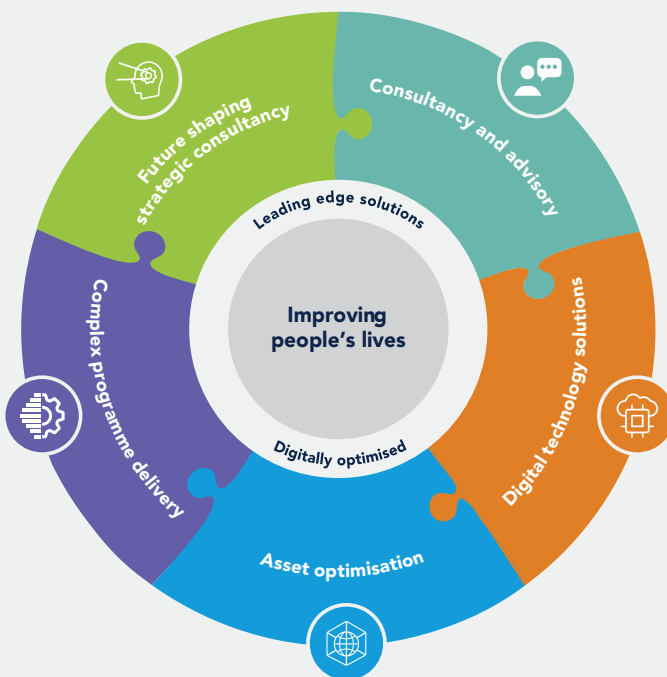 Future shaping
strategic consultancy
Consultancy and advisory
Leading edge solutions
Improving
people's lives
Digitally optimised
Complex programme delivery
Digital technology solutions
Asset optimisation